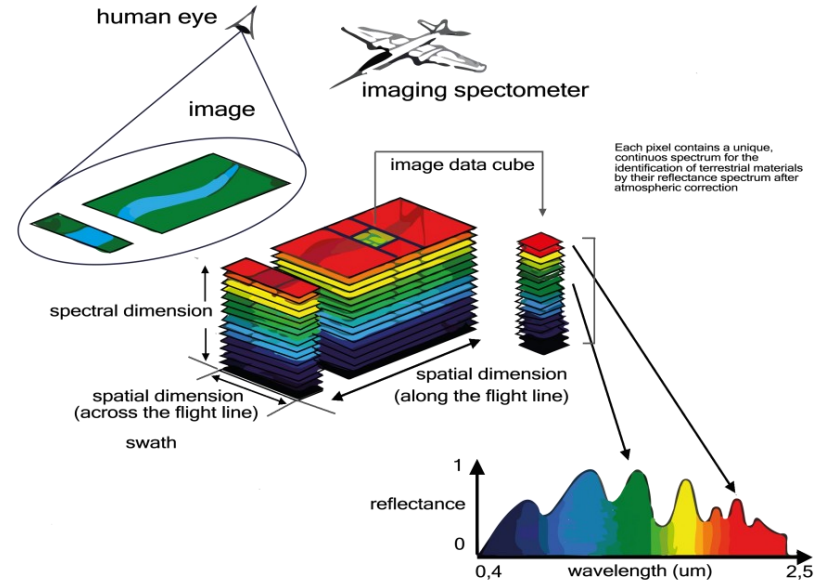 human eye
imaging spectometer
image
image data cube
Each pixel contains a unique,
continuos spectrum for the
identification of terrestrial materials
by their reflectance spectrum after
atmospheric correction
spectral dimension
spatial dimension
(across the flight line)
spatial dimension
(along the flight line)
swath
1
reflectance
0
0,4
wavelength (um)
2,5